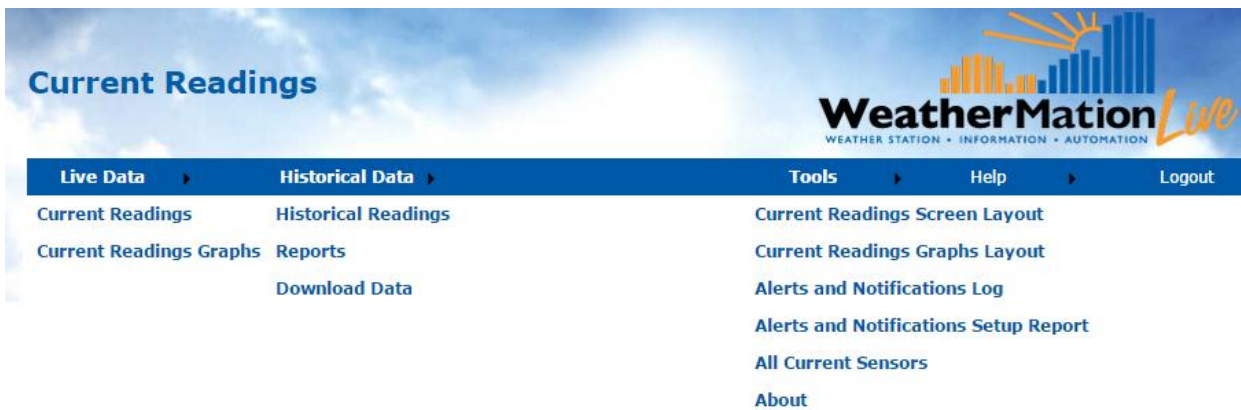 Current Readings
WeatherMation Live
WEATHER STATION • INFORMATION • AUTOMATION
Live Data Historical Data Tools Help Logout
Current Readings Historical Readings Current Readings Screen Layout
Current Readings Graphs Reports Current Readings Graphs Layout
Download Data Alerts and Notifications Log
Alerts and Notifications Setup Report
All Current Sensors
About